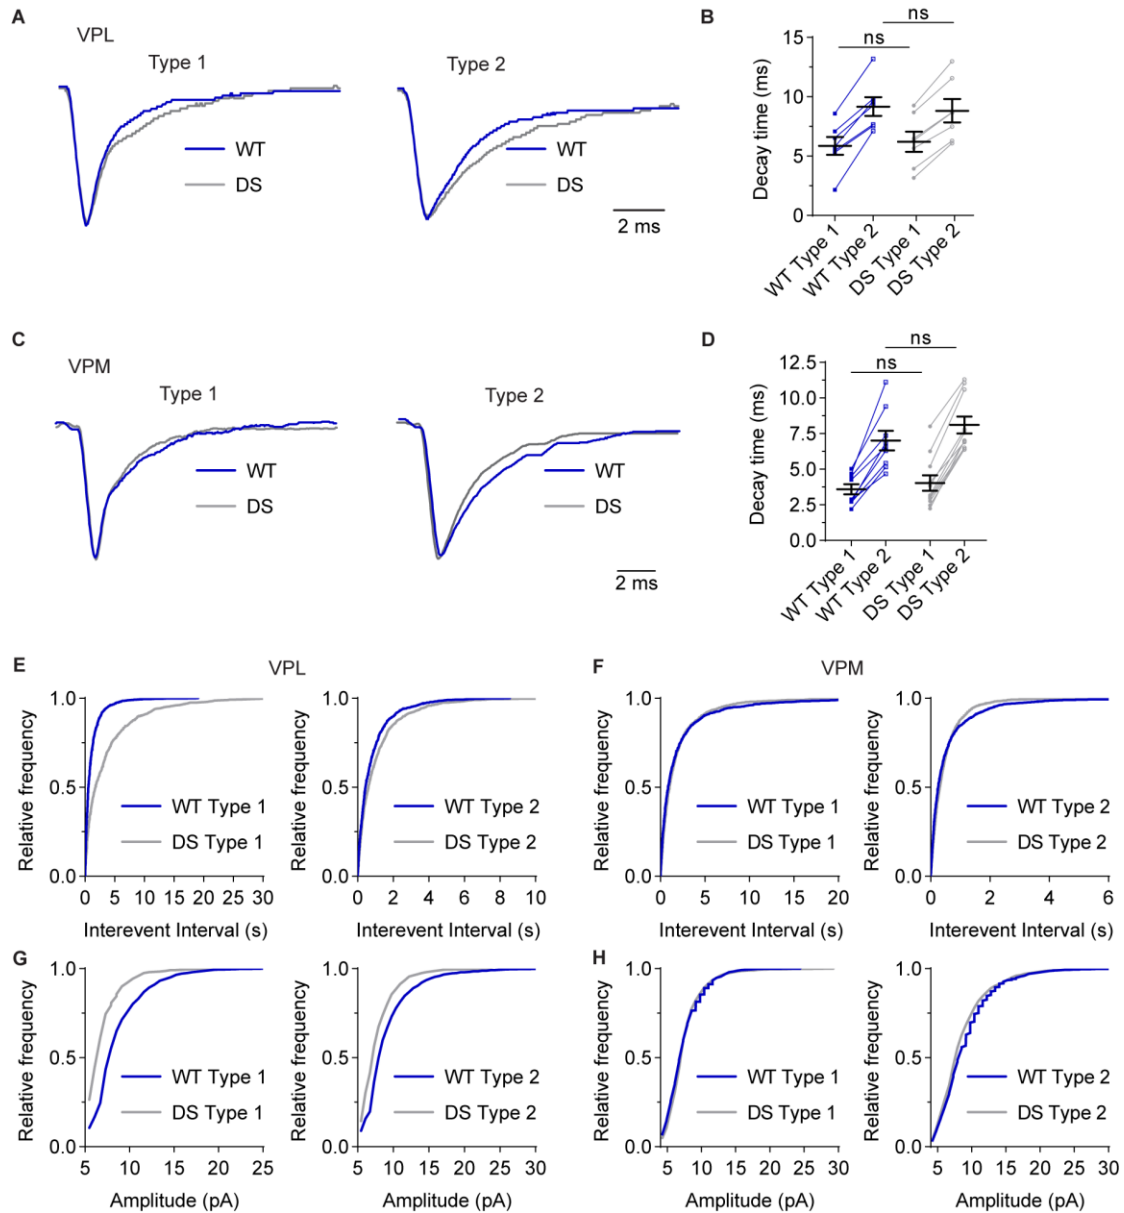 A
VPL
Type 1
Type 2
WT
DS
WT
DS
2 ms
B
ns
ns
15
10
5
0
Decay time (ms)
WT Type 1
WT Type 2
DS Type 1
DS Type 2
C
VPM
Type 1
Type 2
WT
DS
WT
DS
2 ms
D
ns
ns
12.5
10.0
7.5
5.0
2.5
0.0
Decay time (ms)
WT Type 1
WT Type 2
DS Type 1
DS Type 2
E
VPL
1.0
0.5
0.0
Relative frequency
WT Type 1
DS Type 1
0 5 10 15 20 25 30
Interevent Interval (s)
1.0
0.5
0.0
Relative frequency
WT Type 2
DS Type 2
0 2 4 6 8 10
Interevent Interval (s)
F
VPM
1.0
0.5
0.0
Relative frequency
WT Type 1
DS Type 1
0 5 10 15 20
Interevent Interval (s)
1.0
0.5
0.0
Relative frequency
WT Type 2
DS Type 2
0 2 4 6
Interevent Interval (s)
G
1.0
0.5
0.0
Relative frequency
WT Type 1
DS Type 1
5 10 15 20 25
Amplitude (pA)
1.0
0.5
0.0
Relative frequency
WT Type 2
DS Type 2
5 10 15 20 25 30
Amplitude (pA)
H
1.0
0.5
0.0
Relative frequency
WT Type 1
DS Type 1
5 10 15 20 25 30
Amplitude (pA)
1.0
0.5
0.0
Relative frequency
WT Type 2
DS Type 2
5 10 15 20 25 30
Amplitude (pA)